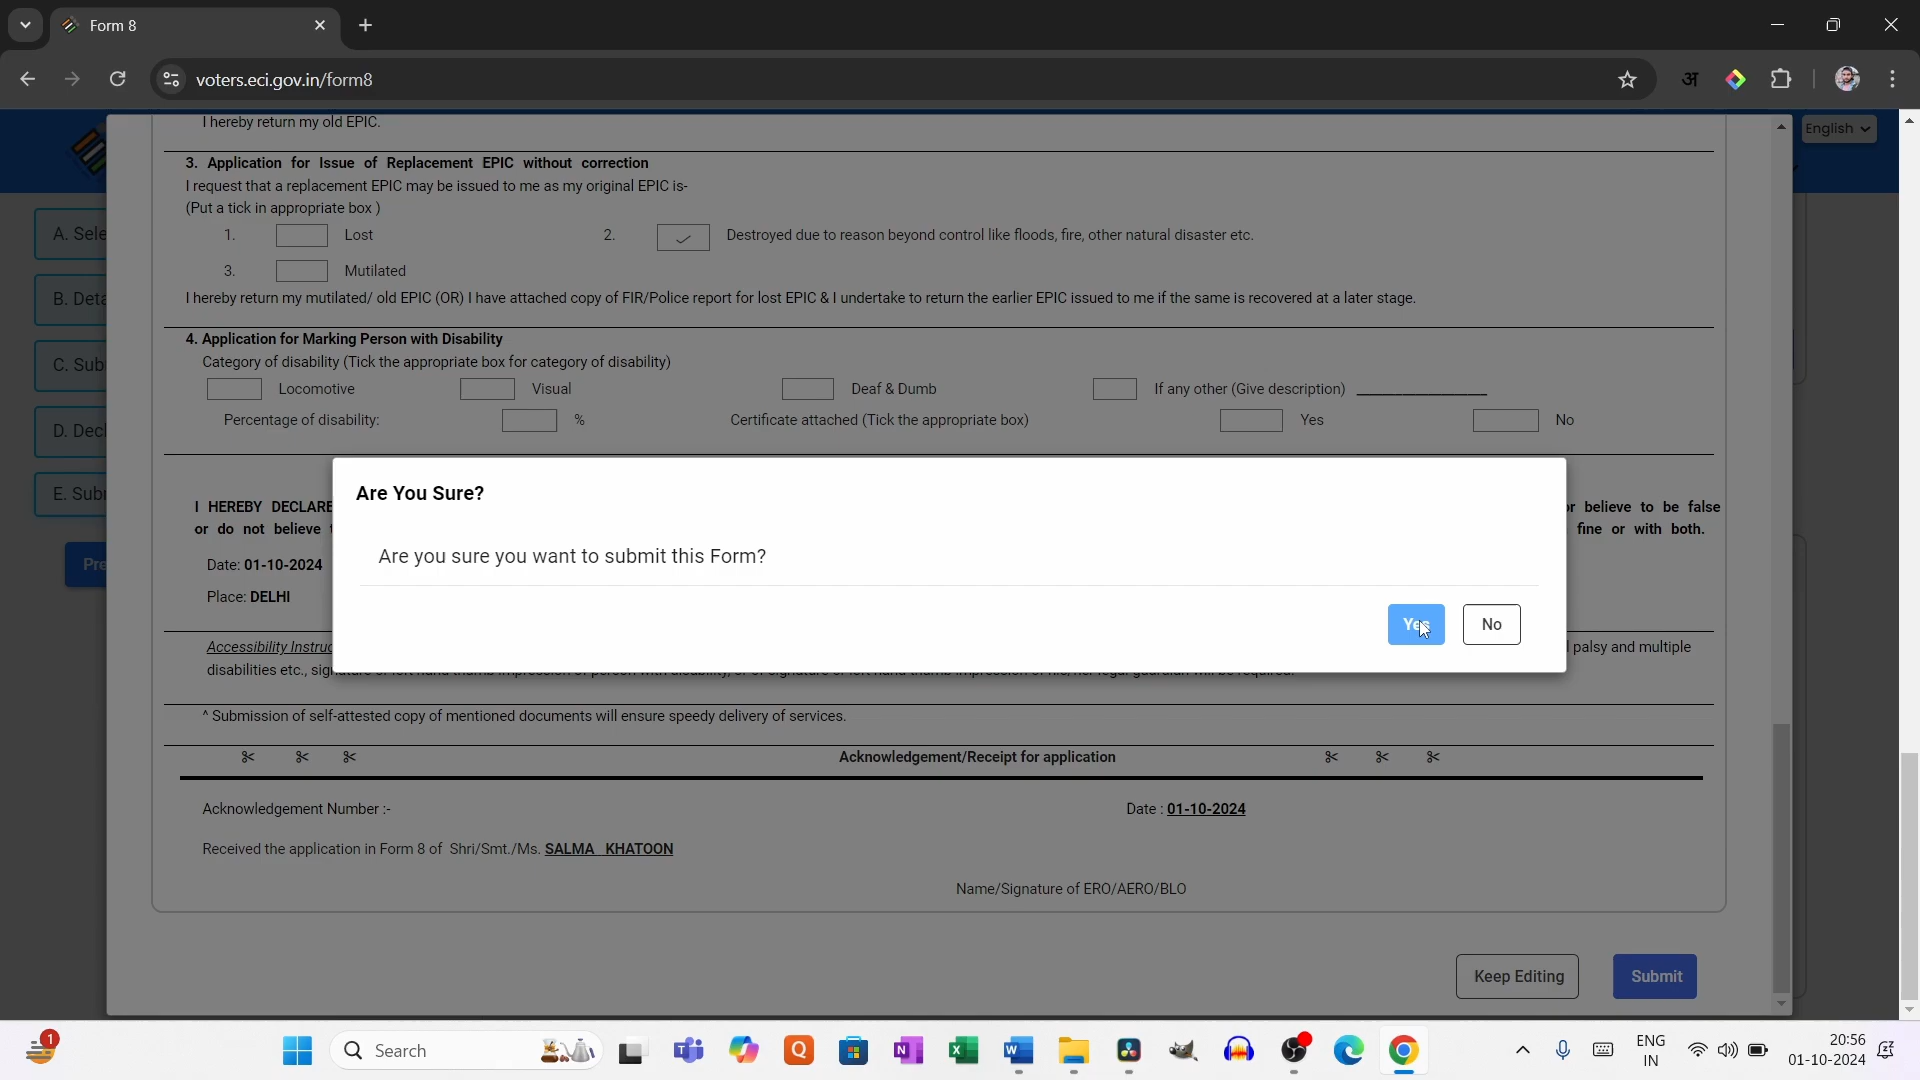 Form 8
voters.eci.gov.in/form8
अ
English
I hereby return my old EPIC.
3. Application for Issue of Replacement EPIC without correction
I request that a replacement EPIC may be issued to me as my original EPIC is-
(Put a tick in appropriate box )
1. Lost 2. Destroyed due to reason beyond control like floods, fire, other natural disaster etc.
3. Mutilated
I hereby return my mutilated/ old EPIC (OR) I have attached copy of FIR/Police report for lost EPIC & I undertake to return the earlier EPIC issued to me if the same is recovered at a later stage.
4. Application for Marking Person with Disability
Category of disability (Tick the appropriate box for category of disability)
Locomotive Visual Deaf & Dumb If any other (Give description)
Percentage of disability: % Certificate attached (Tick the appropriate box) Yes No
A. Sele
B. Deta
C. Sub
D. Decl
E. Sub
Pre
I HEREBY DECLARE or believe to be false
or do not believe fine or with both.
Date: 01-10-2024
Place: DELHI
Are You Sure?
Are you sure you want to submit this Form?
Yes No
Accessibility Instruc palsy and multiple
disabilities etc.,
^ Submission of self-attested copy of mentioned documents will ensure speedy delivery of services.
Acknowledgement/Receipt for application
Acknowledgement Number :- Date : 01-10-2024
Received the application in Form 8 of Shri/Smt./Ms. SALMA KHATOON
Name/Signature of ERO/AERO/BLO
Keep Editing Submit
1
Search
ENG
IN
20:56
01-10-2024